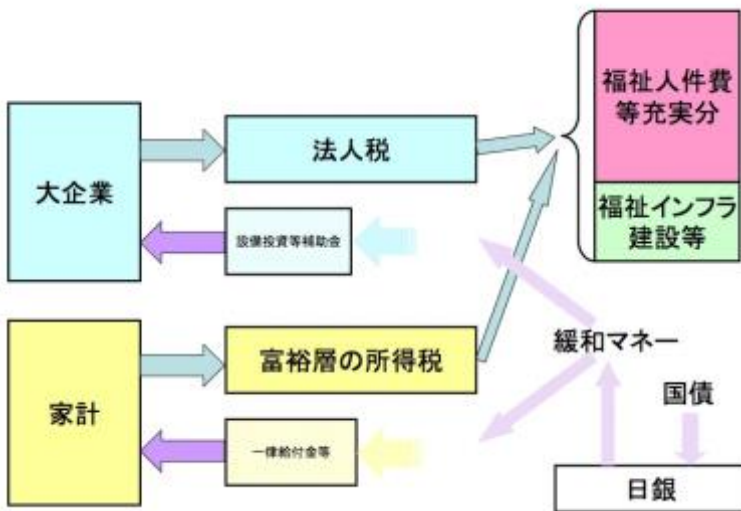 福祉人件費
等充実分
法人税
大企業
福祉インフラ
建設等
設備投資等補助金
緩和マネー
富裕層の所得税
国債
家計
一律給付金等
日銀